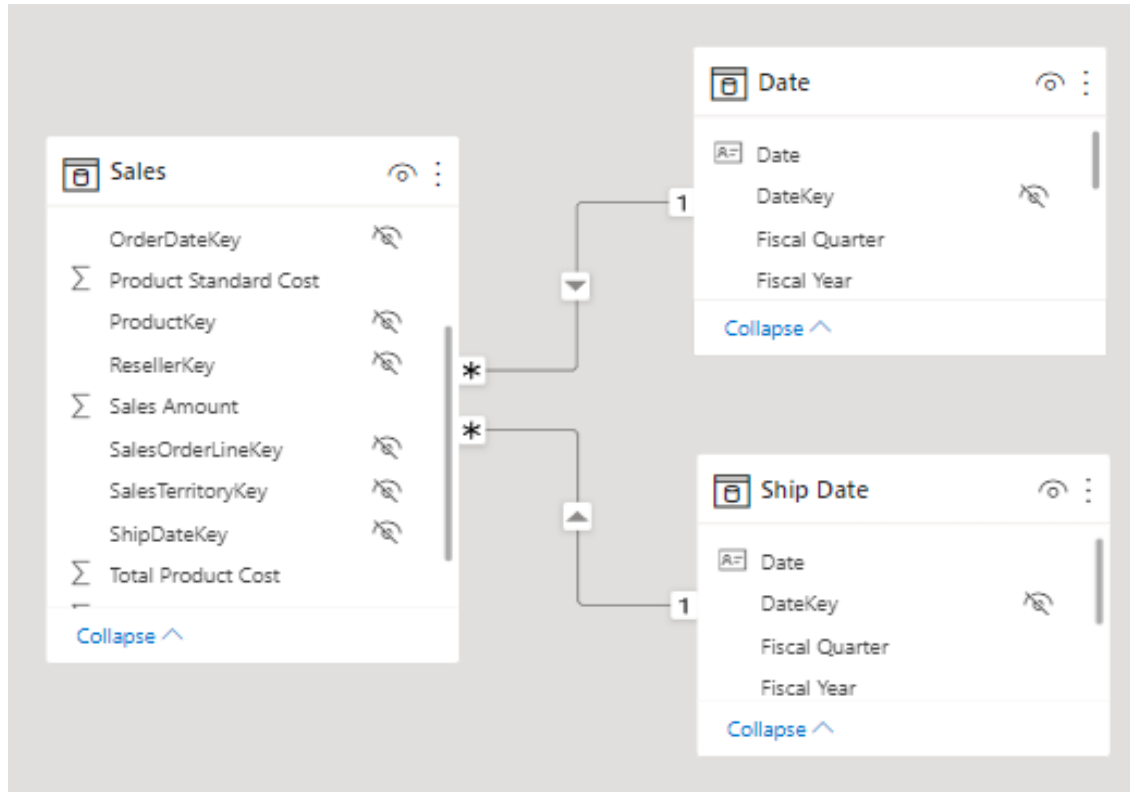 Sales
OrderDateKey
Σ Product Standard Cost
ProductKey
ResellerKey
Σ Sales Amount
SalesOrderLineKey
SalesTerritoryKey
ShipDateKey
Σ Total Product Cost
Collapse
*
*
1
1
Date
Date
DateKey
Fiscal Quarter
Fiscal Year
Collapse
Ship Date
Date
DateKey
Fiscal Quarter
Fiscal Year
Collapse